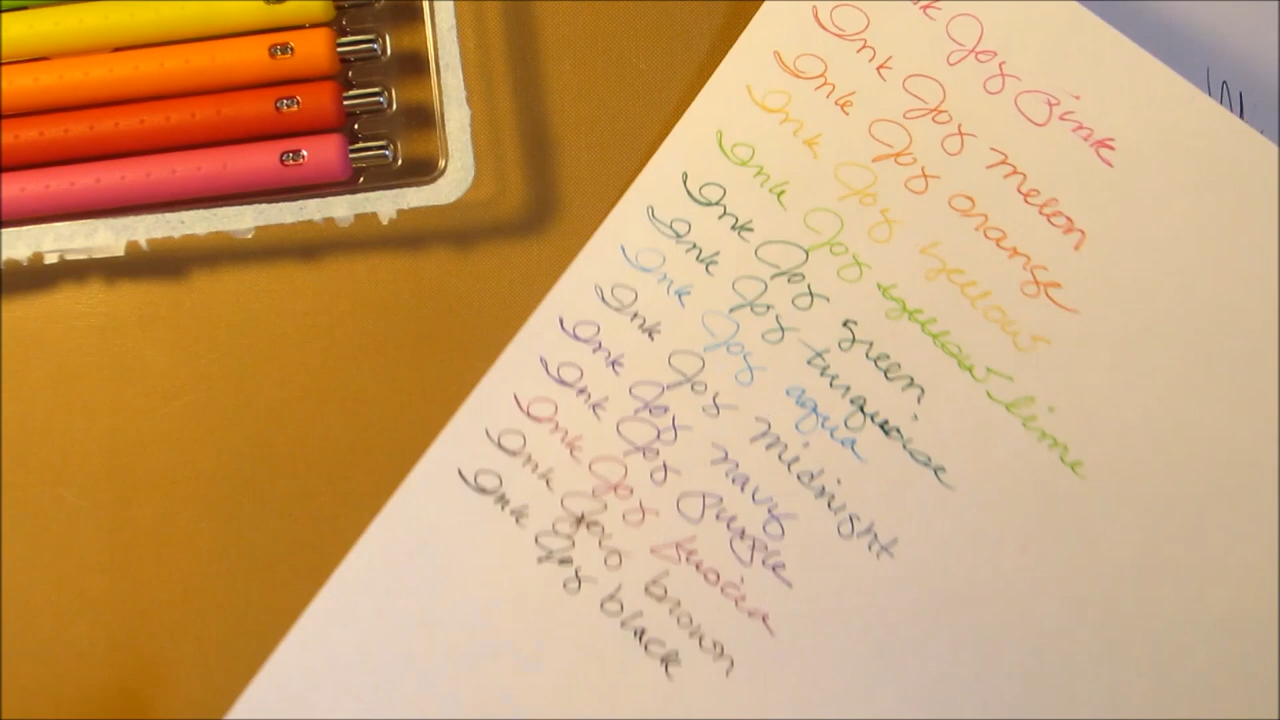 Joy Pink
Ink Joy melon
Ink Joy orange
Ink Joy yellow
Ink Joy yellow lime
Ink Joy green
Ink Joy turquoise
Ink Joy aqua
Ink Joy midnight
Ink Joy navy
Ink Joy Purple
Ink Joy fuscia
Ink Joy brown
Ink Joy black